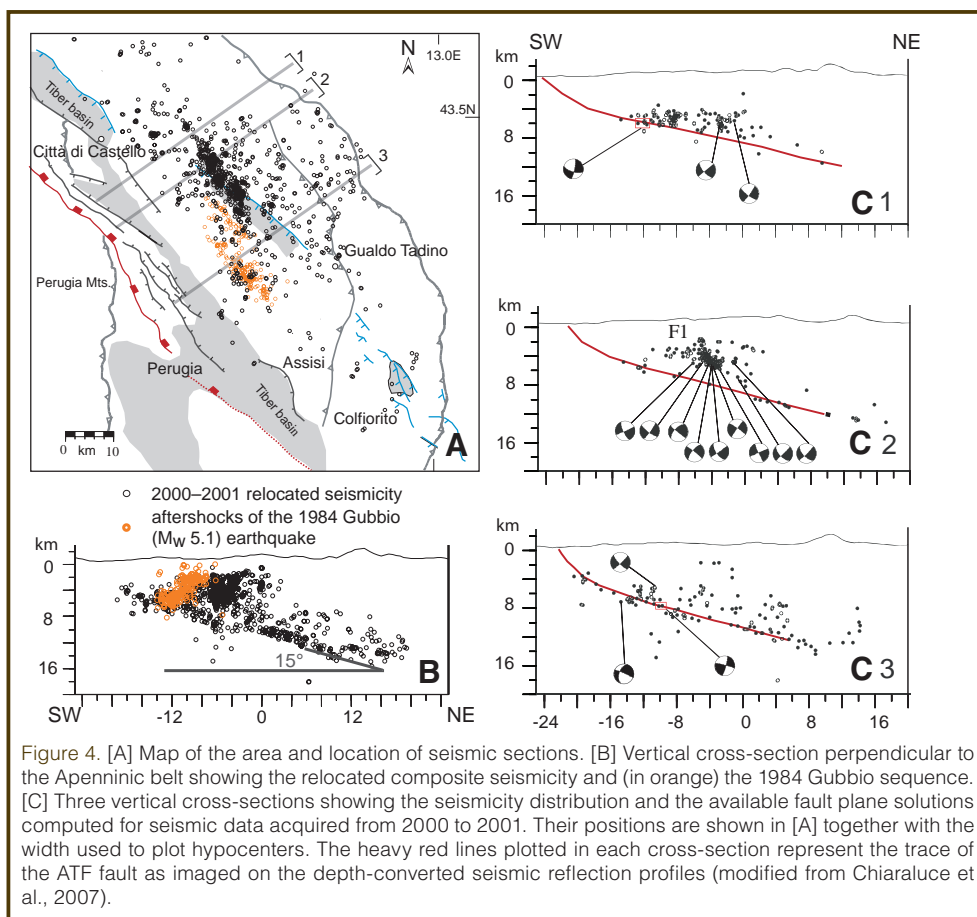 N
13.0E
43.5N
1
2
3
Tiber basin
Città di Castello
Gualdo Tadino
Perugia Mts.
Perugia
Assisi
Tiber basin
Colfiorito
0 km 10
A
○ 2000–2001 relocated seismicity
aftershocks of the 1984 Gubbio
(Mw 5.1) earthquake
km
0
8
16
15°
B
SW -12 0 12 NE
SW NE
km
0
8
16
C 1
km
0
8
16
F1
C 2
km
0
8
16
C 3
-24 -16 -8 0 8 16
Figure 4. [A] Map of the area and location of seismic sections. [B] Vertical cross-section perpendicular to
the Apenninic belt showing the relocated composite seismicity and (in orange) the 1984 Gubbio sequence.
[C] Three vertical cross-sections showing the seismicity distribution and the available fault plane solutions
computed for seismic data acquired from 2000 to 2001. Their positions are shown in [A] together with the
width used to plot hypocenters. The heavy red lines plotted in each cross-section represent the trace of
the ATF fault as imaged on the depth-converted seismic reflection profiles (modified from Chiaraluce et
al., 2007).